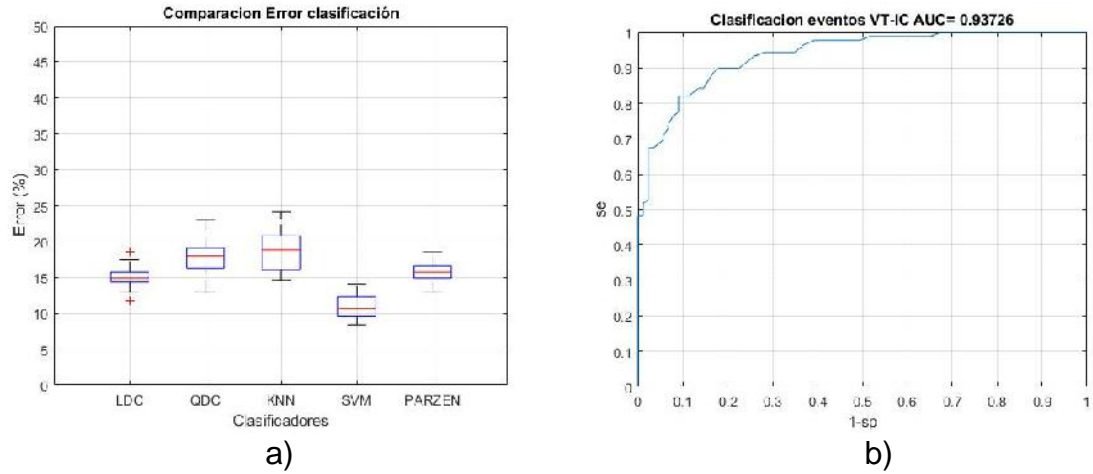 Comparacion Error clasificación
50
45
40
35
30
25
20
15
10
5
0
Error (%)
LDC QDC KNN SVM PARZEN
Clasificadores
a)
Clasificacion eventos VT-IC AUC= 0.93726
1
0.9
0.8
0.7
0.6
0.5
0.4
0.3
0.2
0.1
0
se
0 0.1 0.2 0.3 0.4 0.5 0.6 0.7 0.8 0.9 1
1-sp
b)